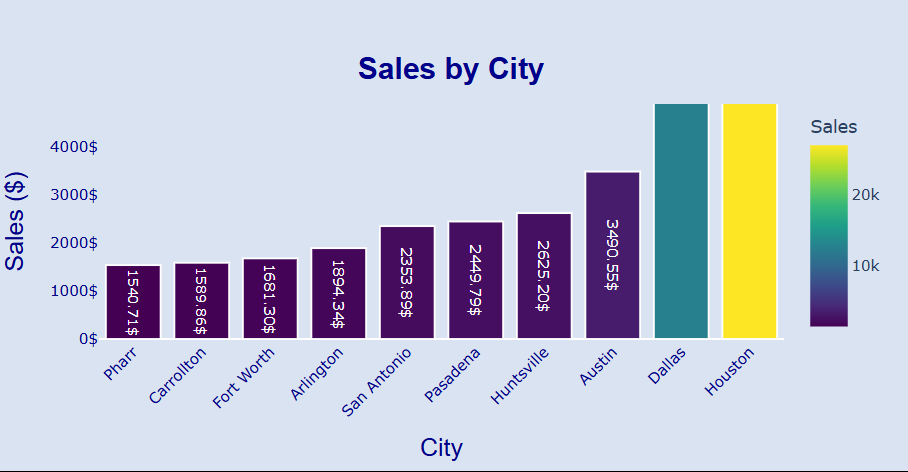 Sales by City
Sales ($)
4000$
3000$
2000$
1000$
0$
1540.71$
1589.86$
1681.30$
1894.34$
2353.89$
2449.79$
2625.20$
3490.55$
Pharr
Carrollton
Fort Worth
Arlington
San Antonio
Pasadena
Huntsville
Austin
Dallas
Houston
City
Sales
20k
10k